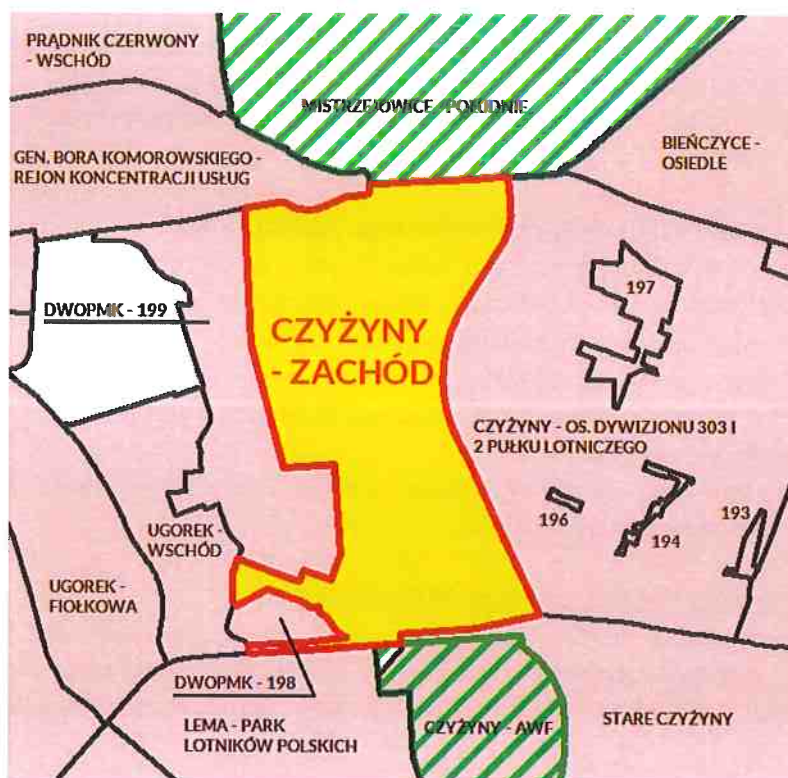 PRĄDNIK CZERWONY
- WSCHÓD
MISTRZEJOWICE - POŁUDNIE
GEN. BORA KOMOROWSKIEGO -
REJON KONCENTRACJI USŁUG
BIEŃCZYCE -
OSIEDLE
197
DWOPMK - 199
CZYŻYNY
- ZACHÓD
CZYŻYNY - OS. DYWIZJONU 303 I
2 PUŁKU LOTNICZEGO
196
194
193
UGOREK -
WSCHÓD
UGOREK -
FIOŁKOWA
DWOPMK - 198
LEMA - PARK
LOTNIKÓW POLSKICH
CZYŻYNY - AWF
STARE CZYŻYNY